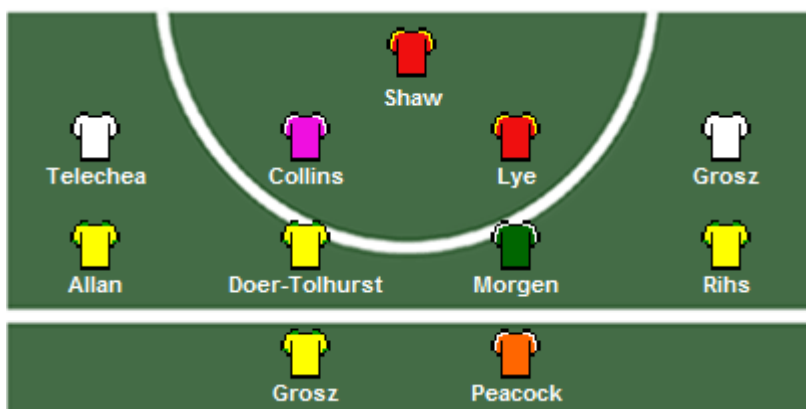 Shaw
Telechea Collins Lye Grosz
Allan Doer-Tolhurst Morgen Rihs
Grosz Peacock